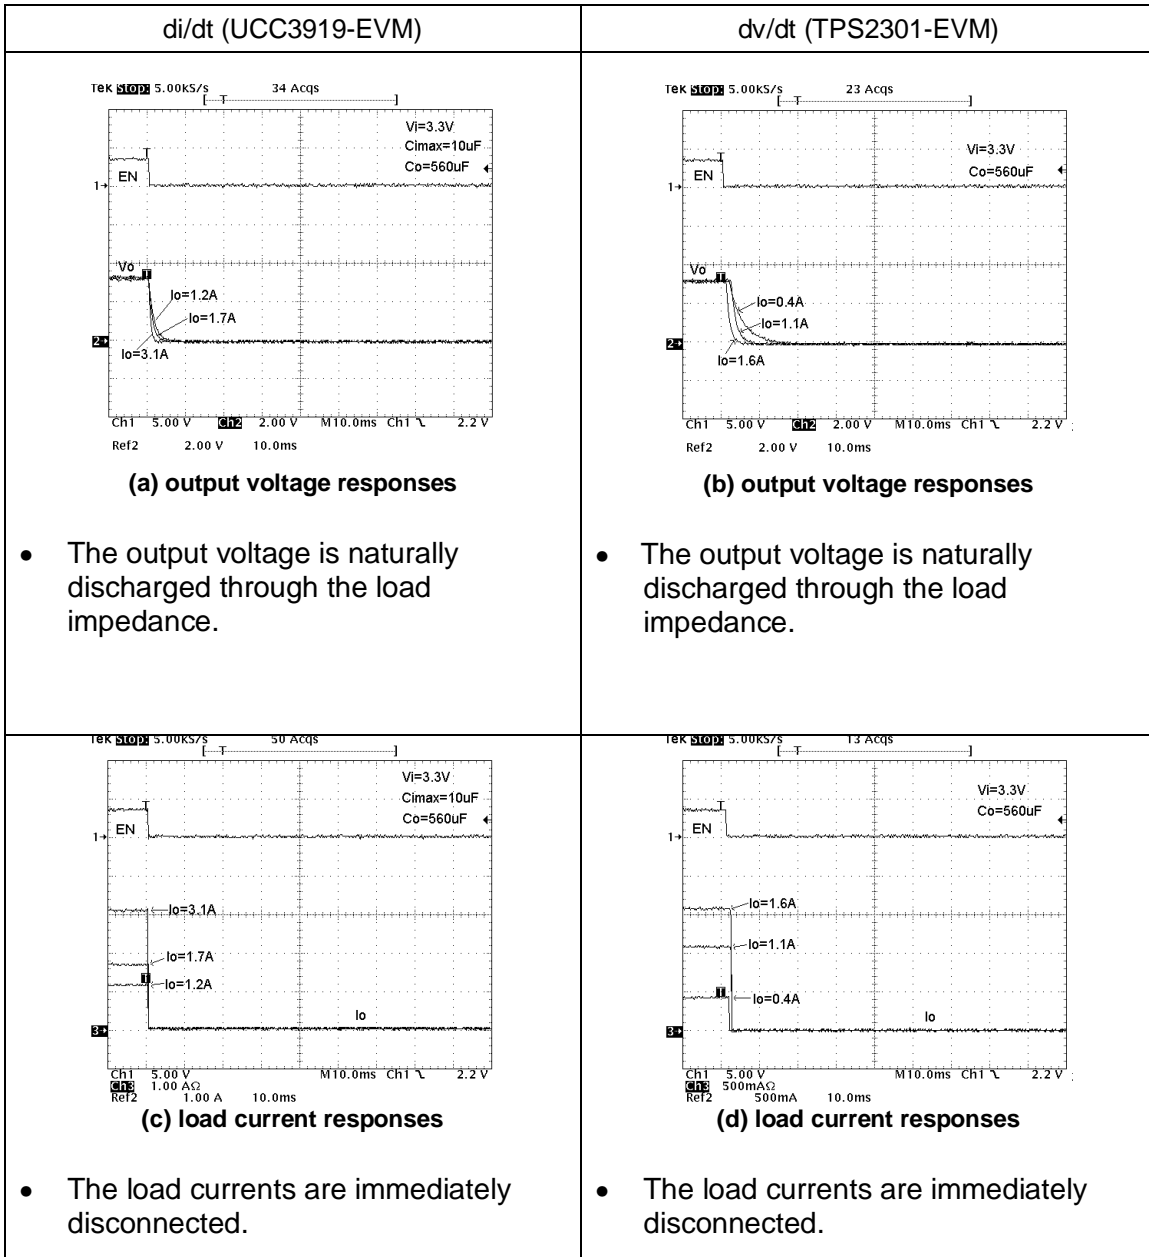 di/dt (UCC3919-EVM)
dv/dt (TPS2301-EVM)
Tek Stop: 5.00kS/s 34 Acqs
[ T ]
Vi=3.3V
Cimax=10uF
Co=560uF
T
EN
1→
Vo
T
Io=1.2A
Io=1.7A
2→
Io=3.1A
Ch1 5.00 V Ch2 2.00 V M10.0ms Ch1 2.2 V
Ref2 2.00 V 10.0ms
(a) output voltage responses
• The output voltage is naturally
discharged through the load
impedance.
Tek Stop: 5.00kS/s 23 Acqs
[ T ]
Vi=3.3V
Co=560uF
T
EN
1→
Vo
T
Io=0.4A
Io=1.1A
2→
Io=1.6A
Ch1 5.00 V Ch2 2.00 V M10.0ms Ch1 2.2 V
Ref2 2.00 V 10.0ms
(b) output voltage responses
• The output voltage is naturally
discharged through the load
impedance.
Tek Stop: 5.00kS/s 50 Acqs
[ T ]
Vi=3.3V
Cimax=10uF
Co=560uF
T
EN
1→
Io=3.1A
Io=1.7A
T
Io=1.2A
Io
3→
Ch1 5.00 V M10.0ms Ch1 2.2 V
Ch3 1.00 AΩ
Ref2 1.00 A 10.0ms
(c) load current responses
• The load currents are immediately
disconnected.
Tek Stop: 5.00kS/s 13 Acqs
[ T ]
Vi=3.3V
Co=560uF
T
EN
1→
Io=1.6A
Io=1.1A
T
Io=0.4A
Io
3→
Ch1 5.00 V M10.0ms Ch1 2.2 V
Ch3 500mAΩ
Ref2 500mA 10.0ms
(d) load current responses
• The load currents are immediately
disconnected.